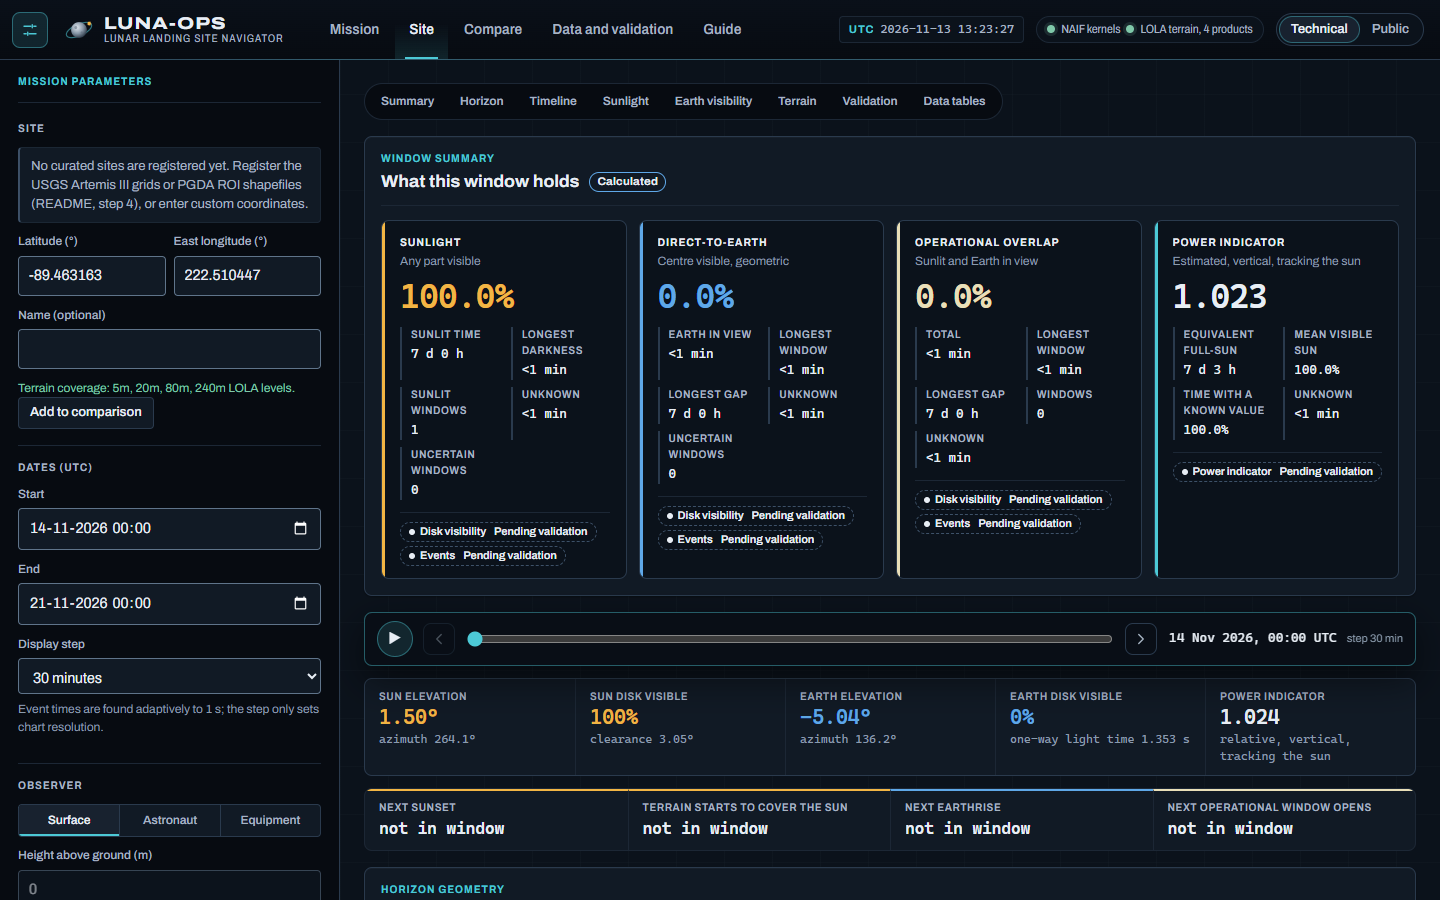 LUNA-OPS
LUNAR LANDING SITE NAVIGATOR
Mission
Site
Compare
Data and validation
Guide
UTC 2026-11-13 13:23:27
NAIF kernels
LOLA terrain, 4 products
Technical
Public
MISSION PARAMETERS
SITE
No curated sites are registered yet. Register the
USGS Artemis III grids or PGDA ROI shapefiles
(README, step 4), or enter custom coordinates.
Latitude (°)
East longitude (°)
-89.463163
222.510447
Name (optional)
Terrain coverage: 5m, 20m, 80m, 240m LOLA levels.
Add to comparison
DATES (UTC)
Start
14-11-2026 00:00
End
21-11-2026 00:00
Display step
30 minutes
Event times are found adaptively to 1 s; the step only sets
chart resolution.
OBSERVER
Surface
Astronaut
Equipment
Height above ground (m)
0
Summary
Horizon
Timeline
Sunlight
Earth visibility
Terrain
Validation
Data tables
WINDOW SUMMARY
What this window holds
Calculated
SUNLIGHT
Any part visible
100.0%
SUNLIT TIME
7 d 0 h
LONGEST
DARKNESS
<1 min
SUNLIT
WINDOWS
1
UNKNOWN
<1 min
UNCERTAIN
WINDOWS
0
Disk visibility Pending validation
Events Pending validation
DIRECT-TO-EARTH
Centre visible, geometric
0.0%
EARTH IN VIEW
<1 min
LONGEST
WINDOW
<1 min
LONGEST GAP
7 d 0 h
UNKNOWN
<1 min
UNCERTAIN
WINDOWS
0
Disk visibility Pending validation
Events Pending validation
OPERATIONAL OVERLAP
Sunlit and Earth in view
0.0%
TOTAL
<1 min
LONGEST
WINDOW
<1 min
LONGEST GAP
7 d 0 h
WINDOWS
0
UNKNOWN
<1 min
Disk visibility Pending validation
Events Pending validation
POWER INDICATOR
Estimated, vertical, tracking the sun
1.023
EQUIVALENT
FULL-SUN
7 d 3 h
MEAN VISIBLE
SUN
100.0%
TIME WITH A
KNOWN VALUE
100.0%
UNKNOWN
<1 min
Power indicator Pending validation
14 Nov 2026, 00:00 UTC
step 30 min
SUN ELEVATION
1.50°
azimuth 264.1°
SUN DISK VISIBLE
100%
clearance 3.05°
EARTH ELEVATION
−5.04°
azimuth 136.2°
EARTH DISK VISIBLE
0%
one-way light time 1.353 s
POWER INDICATOR
1.024
relative, vertical,
tracking the sun
NEXT SUNSET
not in window
TERRAIN STARTS TO COVER THE SUN
not in window
NEXT EARTHRISE
not in window
NEXT OPERATIONAL WINDOW OPENS
not in window
HORIZON GEOMETRY